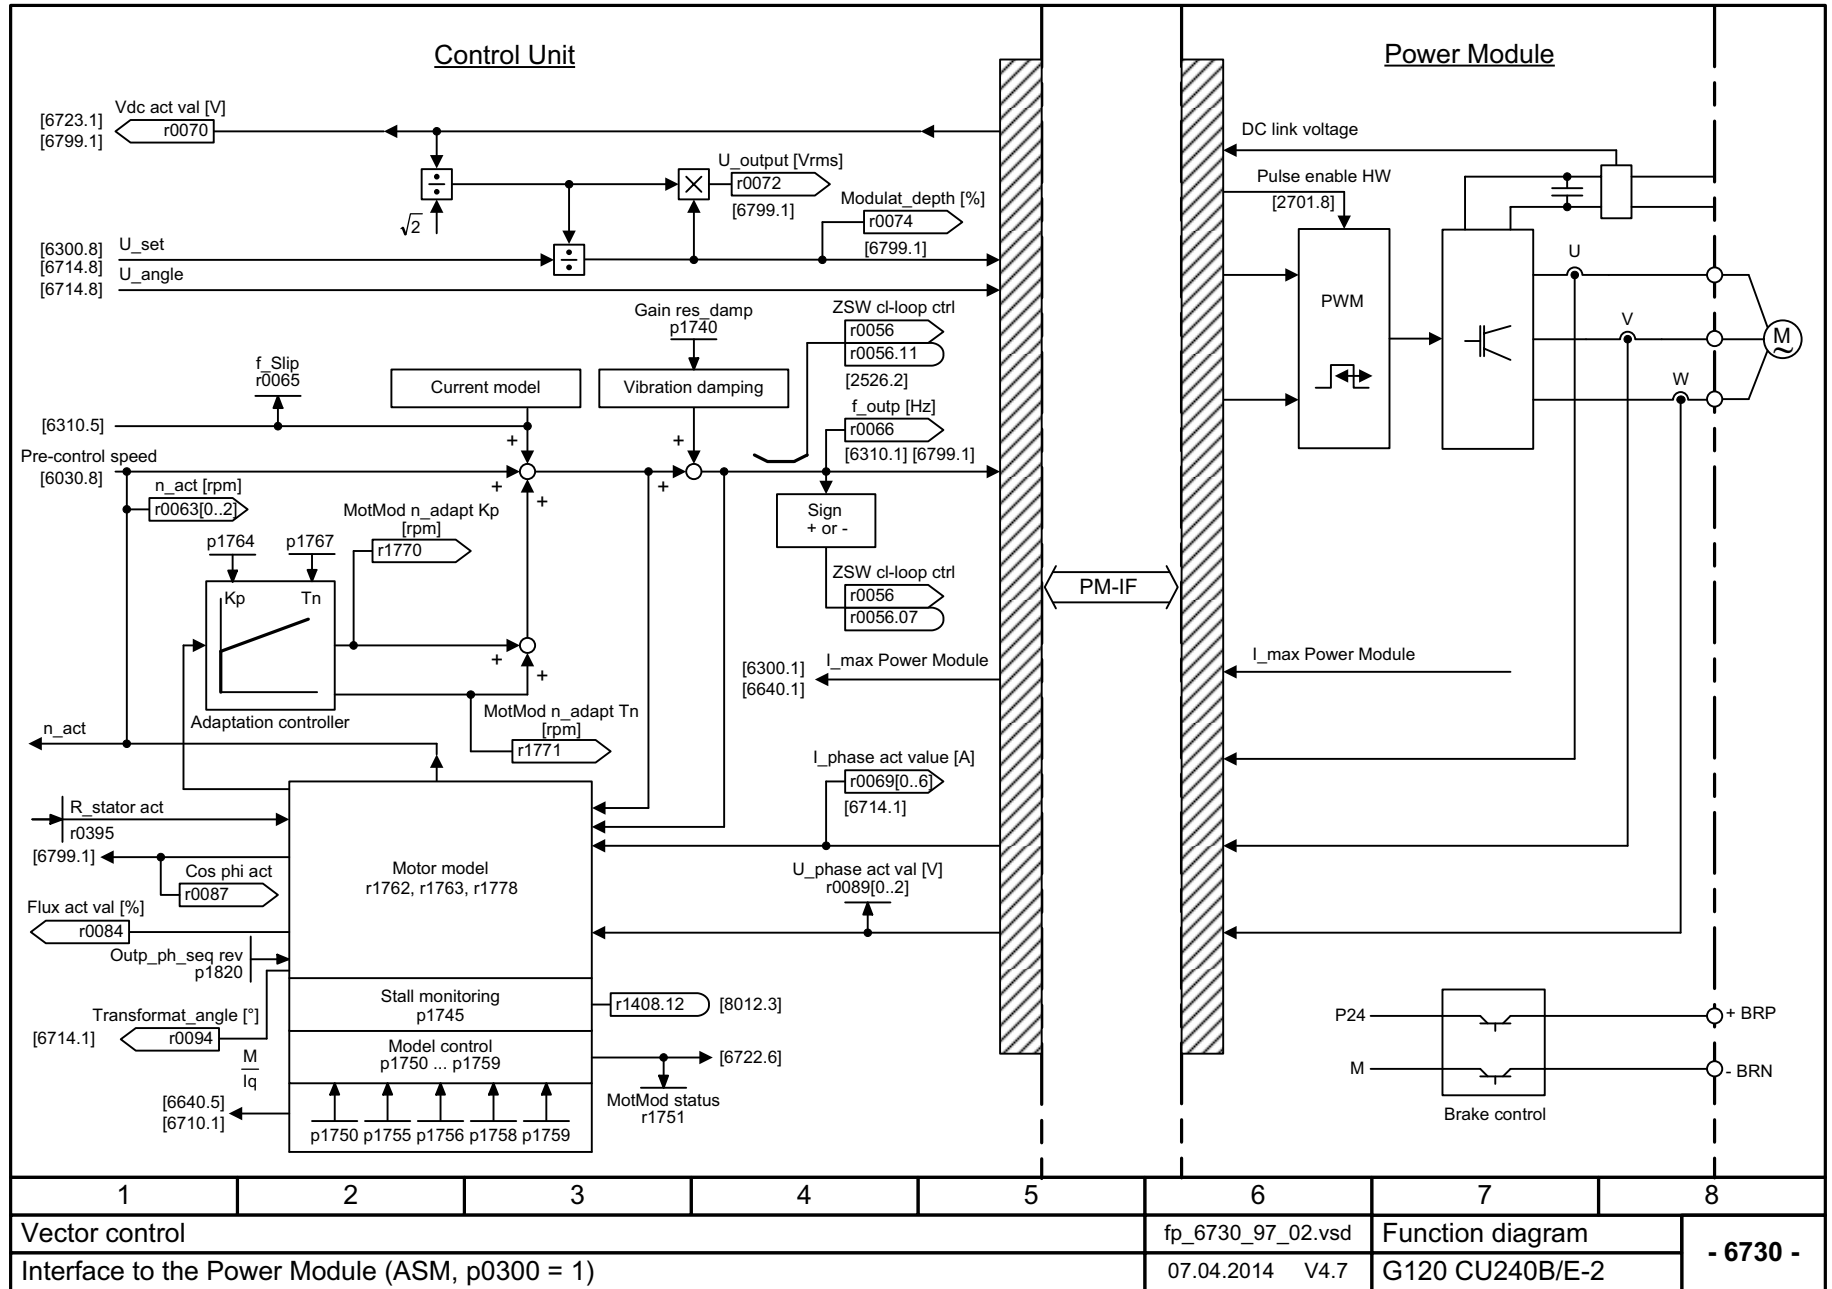 Control Unit
Power Module
Vdc act val [V]
[6723.1]
[6799.1]
r0070
÷
√2
U_output [Vrms]
r0072
[6799.1]
Modulat_depth [%]
r0074
[6799.1]
[6300.8]
[6714.8]
U_set
÷
U_angle
[6714.8]
DC link voltage
Pulse enable HW
[2701.8]
PWM
U
V
W
M
~
Gain res_damp
p1740
ZSW cl-loop ctrl
r0056
r0056.11
[2526.2]
f_Slip
r0065
Current model
Vibration damping
f_outp [Hz]
r0066
[6310.1] [6799.1]
[6310.5]
+
+
Pre-control speed
[6030.8]
+
+
+
n_act [rpm]
r0063[0..2]
MotMod n_adapt Kp
[rpm]
r1770
Sign
+ or -
ZSW cl-loop ctrl
r0056
r0056.07
p1764
p1767
Kp
Tn
+
+
Adaptation controller
PM-IF
[6300.1]
[6640.1]
I_max Power Module
I_max Power Module
MotMod n_adapt Tn
[rpm]
r1771
n_act
I_phase act value [A]
r0069[0..6]
[6714.1]
R_stator act
r0395
[6799.1]
Cos phi act
r0087
Motor model
r1762, r1763, r1778
U_phase act val [V]
r0089[0..2]
Flux act val [%]
r0084
Outp_ph_seq rev
p1820
Stall monitoring
p1745
r1408.12
[8012.3]
Transformat_angle [°]
[6714.1]
r0094
Model control
p1750 ... p1759
[6722.6]
M
Iq
MotMod status
r1751
[6640.5]
[6710.1]
p1750
p1755
p1756
p1758
p1759
P24
+ BRP
M
- BRN
Brake control
1
2
3
4
5
6
7
8
Vector control
fp_6730_97_02.vsd
Function diagram
- 6730 -
Interface to the Power Module (ASM, p0300 = 1)
07.04.2014 V4.7
G120 CU240B/E-2